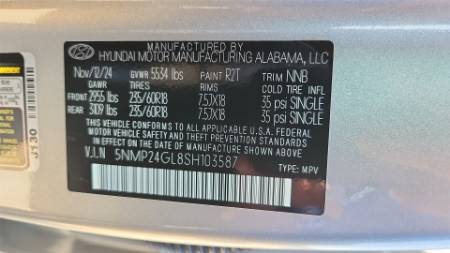 MANUFACTURED BY
HYUNDAI MOTOR MANUFACTURING ALABAMA, LLC
Nov/12/24 GVWR 5534 lbs PAINT R2T TRIM NNB
GAWR TIRES RIMS COLD TIRE PRESSURE
FRONT 2955 lbs 235/60R18 7.5JX18 35 psi SINGLE
REAR 3109 lbs 235/60R18 7.5JX18 35 psi SINGLE
THIS VEHICLE CONFORMS TO ALL APPLICABLE U.S. FEDERAL
MOTOR VEHICLE SAFETY AND THEFT PREVENTION STANDARDS
IN EFFECT ON THE DATE OF MANUFACTURE SHOWN ABOVE.
V.I.N 5NMP24GL8SH103587
TYPE: MPV
J130